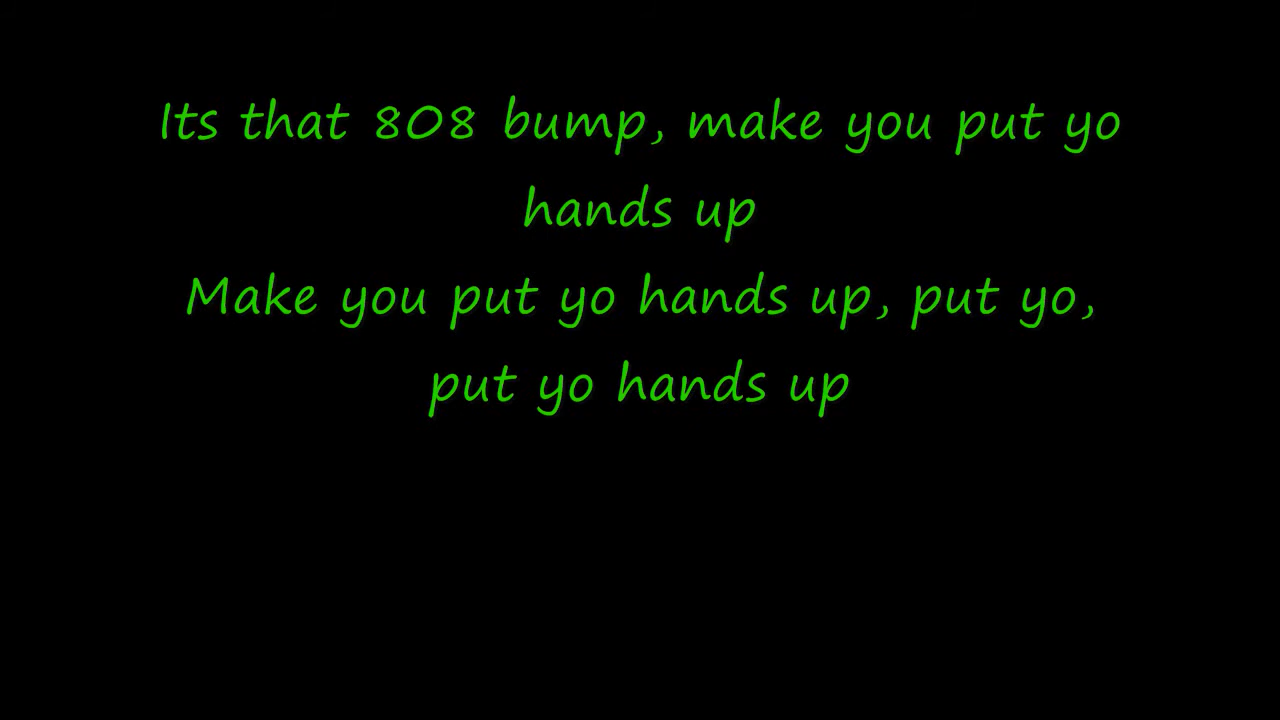 Its that 808 bump, make you put yo
hands up
Make you put yo hands up, put yo,
put yo hands up